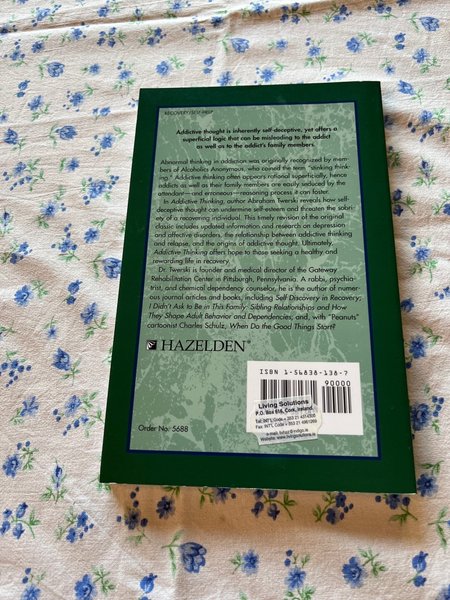 RECOVERY/SELF-HELP
Addictive thought is inherently self-deceptive, yet offers a
superficial logic that can be misleading to the addict
as well as to the addict's family members.
Abnormal thinking in addiction was originally recognized by mem-
bers of Alcoholics Anonymous, who coined the term "stinking think-
ing." Addictive thinking often appears rational superficially, hence
addicts as well as their family members are easily seduced by the
attendant—and erroneous—reasoning process it can foster.
In Addictive Thinking, author Abraham Twerski reveals how self-
deceptive thought can undermine self-esteem and threaten the sobri-
ety of a recovering individual. This timely revision of the original
classic includes updated information and research on depression
and affective disorders, the relationship between addictive thinking
and relapse, and the origins of addictive thought. Ultimately,
Addictive Thinking offers hope to those seeking a healthy and
rewarding life in recovery.
Dr. Twerski is founder and medical director of the Gateway
Rehabilitation Center in Pittsburgh, Pennsylvania. A rabbi, psychia-
trist, and chemical dependency counselor, he is the author of numer-
ous journal articles and books, including Self Discovery in Recovery;
I Didn't Ask to Be in This Family: Sibling Relationships and How
They Shape Adult Behavior and Dependencies; and, with "Peanuts"
cartoonist Charles Schulz, When Do the Good Things Start?
HAZELDEN
ISBN 1-56838-138-7
90000
Living Solutions
P.O. Box 616, Cork, Ireland.
Order No. 5688